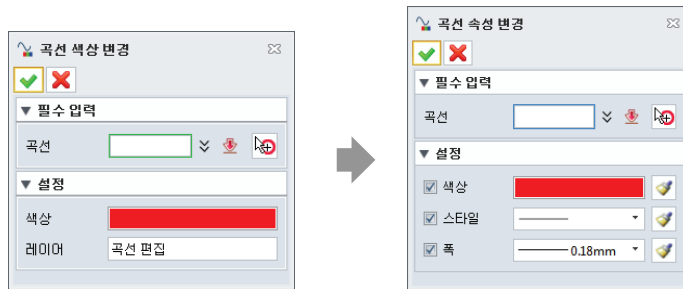 곡선 색상 변경
▼ 필수 입력
곡선
▼ 설정
색상
레이어 곡선 편집
곡선 속성 변경
▼ 필수 입력
곡선
▼ 설정
색상
스타일
폭 0.18mm